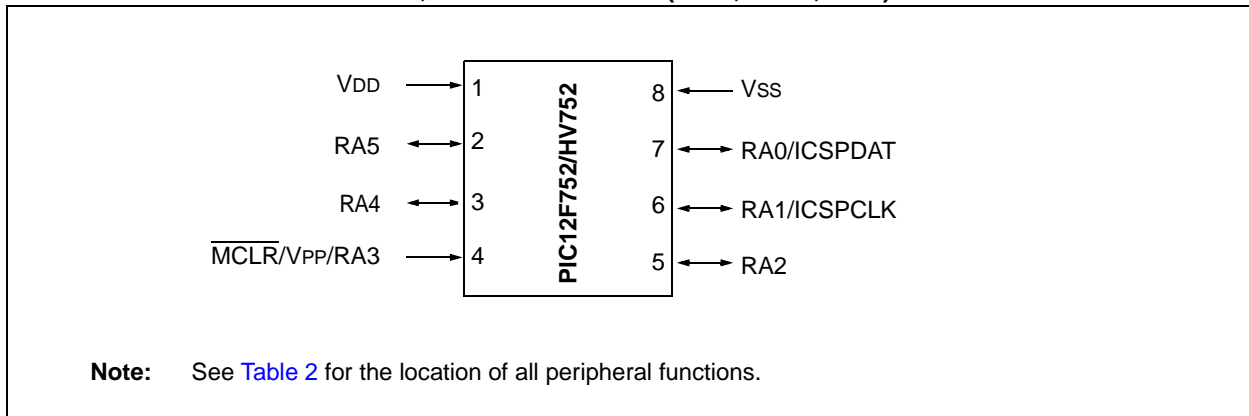 VDD 1 8 VSS
RA5 2 7 RA0/ICSPDAT
RA4 3 6 RA1/ICSPCLK
MCLR/VPP/RA3 4 5 RA2
PIC12F752/HV752
Note: See Table 2 for the location of all peripheral functions.